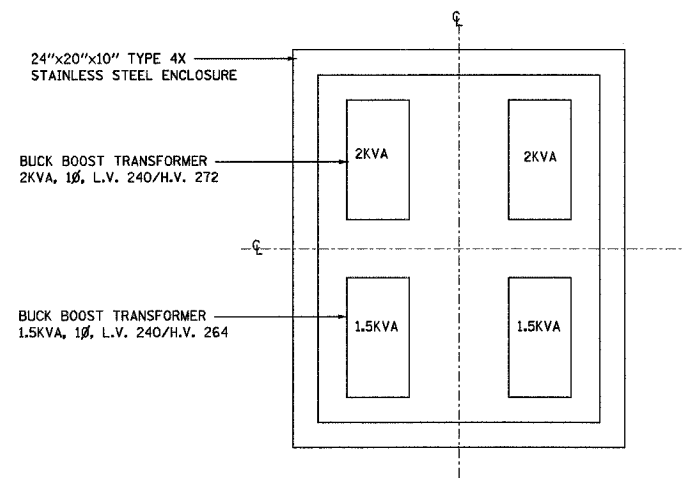 ℄
24"x20"x10" TYPE 4X
STAINLESS STEEL ENCLOSURE
2KVA
2KVA
BUCK BOOST TRANSFORMER
2KVA, 1Ø, L.V. 240/H.V. 272
℄
BUCK BOOST TRANSFORMER
1.5KVA, 1Ø, L.V. 240/H.V. 264
1.5KVA
1.5KVA